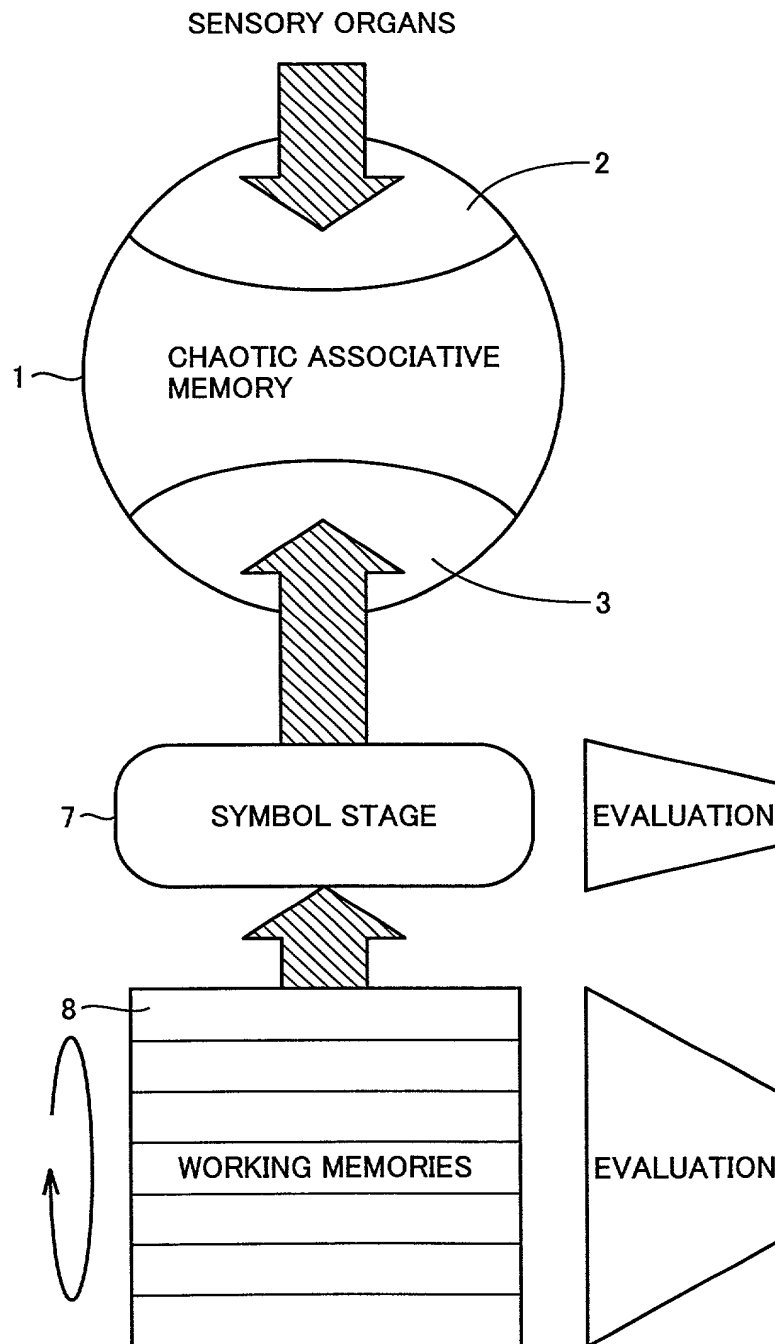 SENSORY ORGANS
2
CHAOTIC ASSOCIATIVE
MEMORY
1
3
7
SYMBOL STAGE
EVALUATION
8
WORKING MEMORIES
EVALUATION